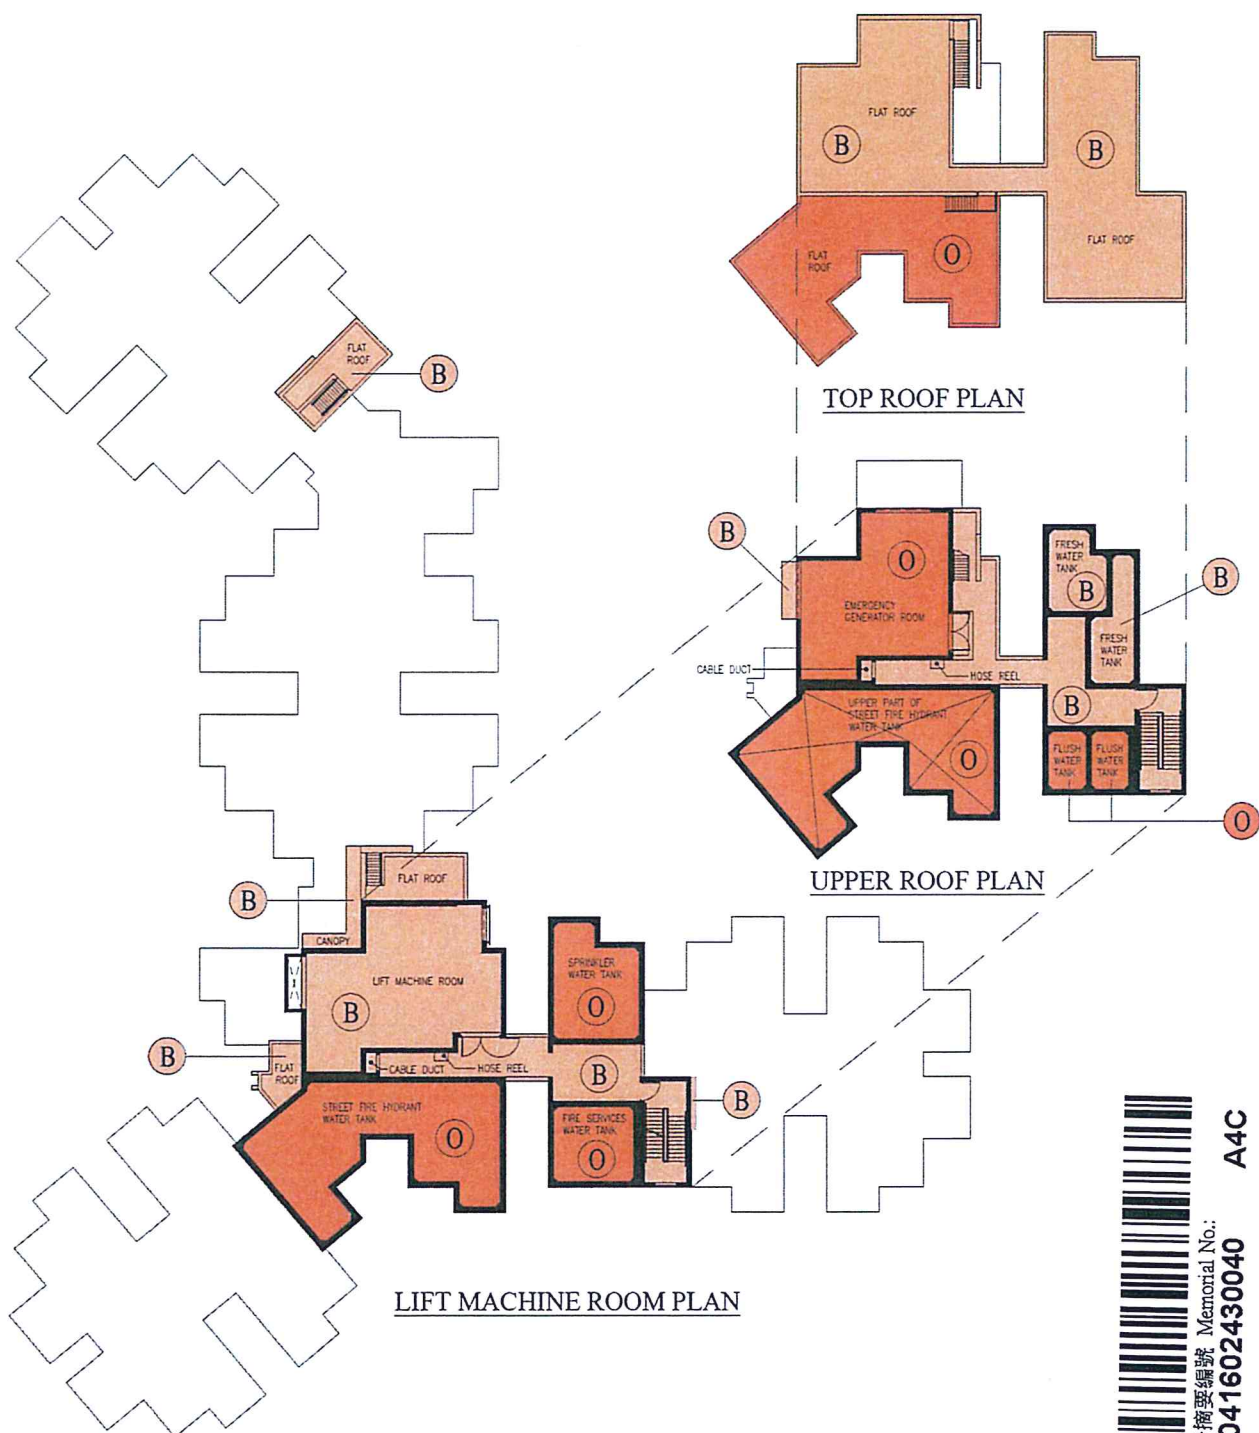 FLAT ROOF
B
B
FLAT ROOF
FLAT
ROOF
O
TOP ROOF PLAN
FLAT
ROOF
B
B
O
EMERGENCY
GENERATOR ROOM
CABLE DUCT
HOSE REEL
FRESH
WATER
TANK
B
B
FRESH
WATER
TANK
B
UPPER PART OF
STREET FIRE HYDRANT
WATER TANK
O
FLUSH
WATER
TANK
FLUSH
WATER
TANK
O
UPPER ROOF PLAN
FLAT ROOF
B
CANOPY
LIFT MACHINE ROOM
B
B
FLAT
ROOF
CABLE DUCT
HOSE REEL
SPRINKLER
WATER TANK
O
B
B
STREET FIRE HYDRANT
WATER TANK
O
FIRE SERVICES
WATER TANK
O
LIFT MACHINE ROOM PLAN
摘要編號 Memorial No.:
04160243004​0 A4C